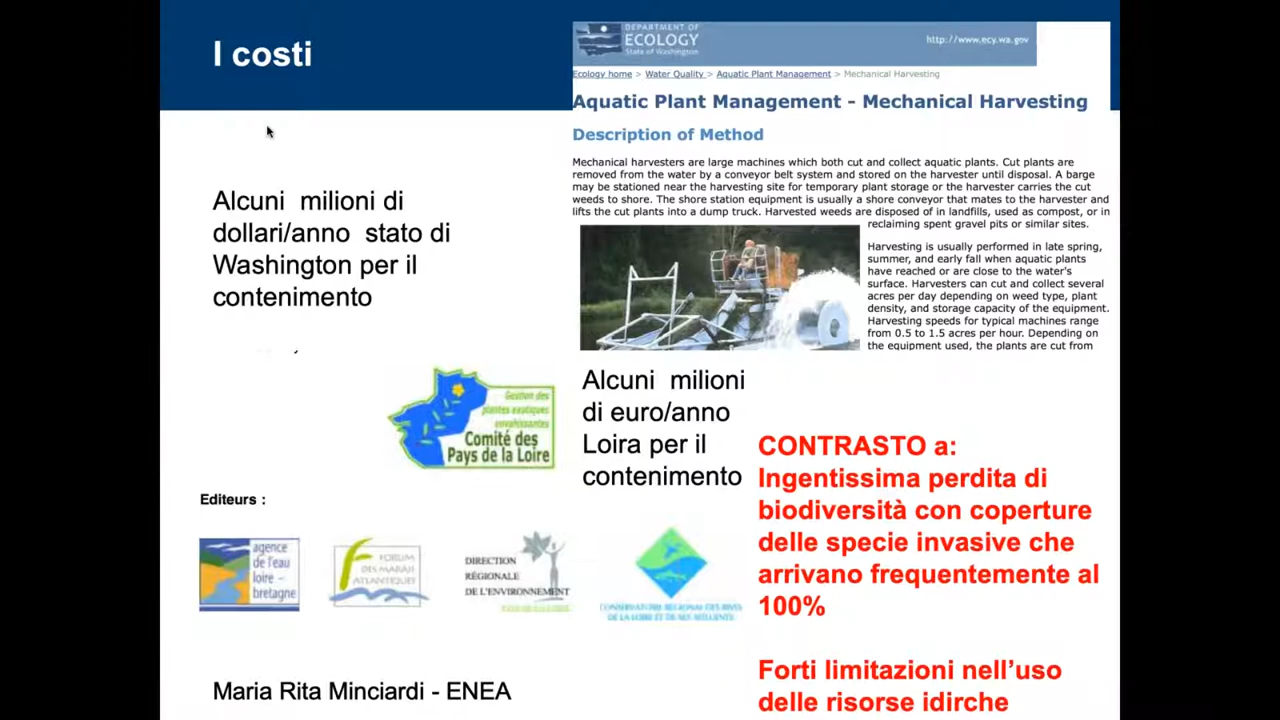 I costi
DEPARTMENT OF
ECOLOGY
State of Washington
http://www.ecy.wa.gov
Ecology home > Water Quality > Aquatic Plant Management > Mechanical Harvesting
Aquatic Plant Management - Mechanical Harvesting
Description of Method
Mechanical harvesters are large machines which both cut and collect aquatic plants. Cut plants are
removed from the water by a conveyor belt system and stored on the harvester until disposal. A barge
may be stationed near the harvesting site for temporary plant storage or the harvester carries the cut
weeds to shore. The shore station equipment is usually a shore conveyor that mates to the harvester and
lifts the cut plants into a dump truck. Harvested weeds are disposed of in landfills, used as compost, or in
reclaiming spent gravel pits or similar sites.
Harvesting is usually performed in late spring,
summer, and early fall when aquatic plants
have reached or are close to the water's
surface. Harvesters can cut and collect several
acres per day depending on weed type, plant
density, and storage capacity of the equipment.
Harvesting speeds for typical machines range
from 0.5 to 1.5 acres per hour. Depending on
the equipment used, the plants are cut from
Alcuni milioni di
dollari/anno stato di
Washington per il
contenimento
Gestion des
plantes exotiques
envahissantes
Comité des
Pays de la Loire
Alcuni milioni
di euro/anno
Loira per il
contenimento
CONTRASTO a:
Ingentissima perdita di
biodiversità con coperture
delle specie invasive che
arrivano frequentemente al
100%
Forti limitazioni nell'uso
delle risorse idirche
Editeurs :
agence
de l'eau
loire -
bretagne
FORUM
DES MARAIS
ATLANTIQUES
DIRECTION
RÉGIONALE
DE L'ENVIRONNEMENT
CONSERVATOIRE REGIONAL DES RIVES
DE LA LOIRE ET DE SES AFFLUENTS
Maria Rita Minciardi - ENEA